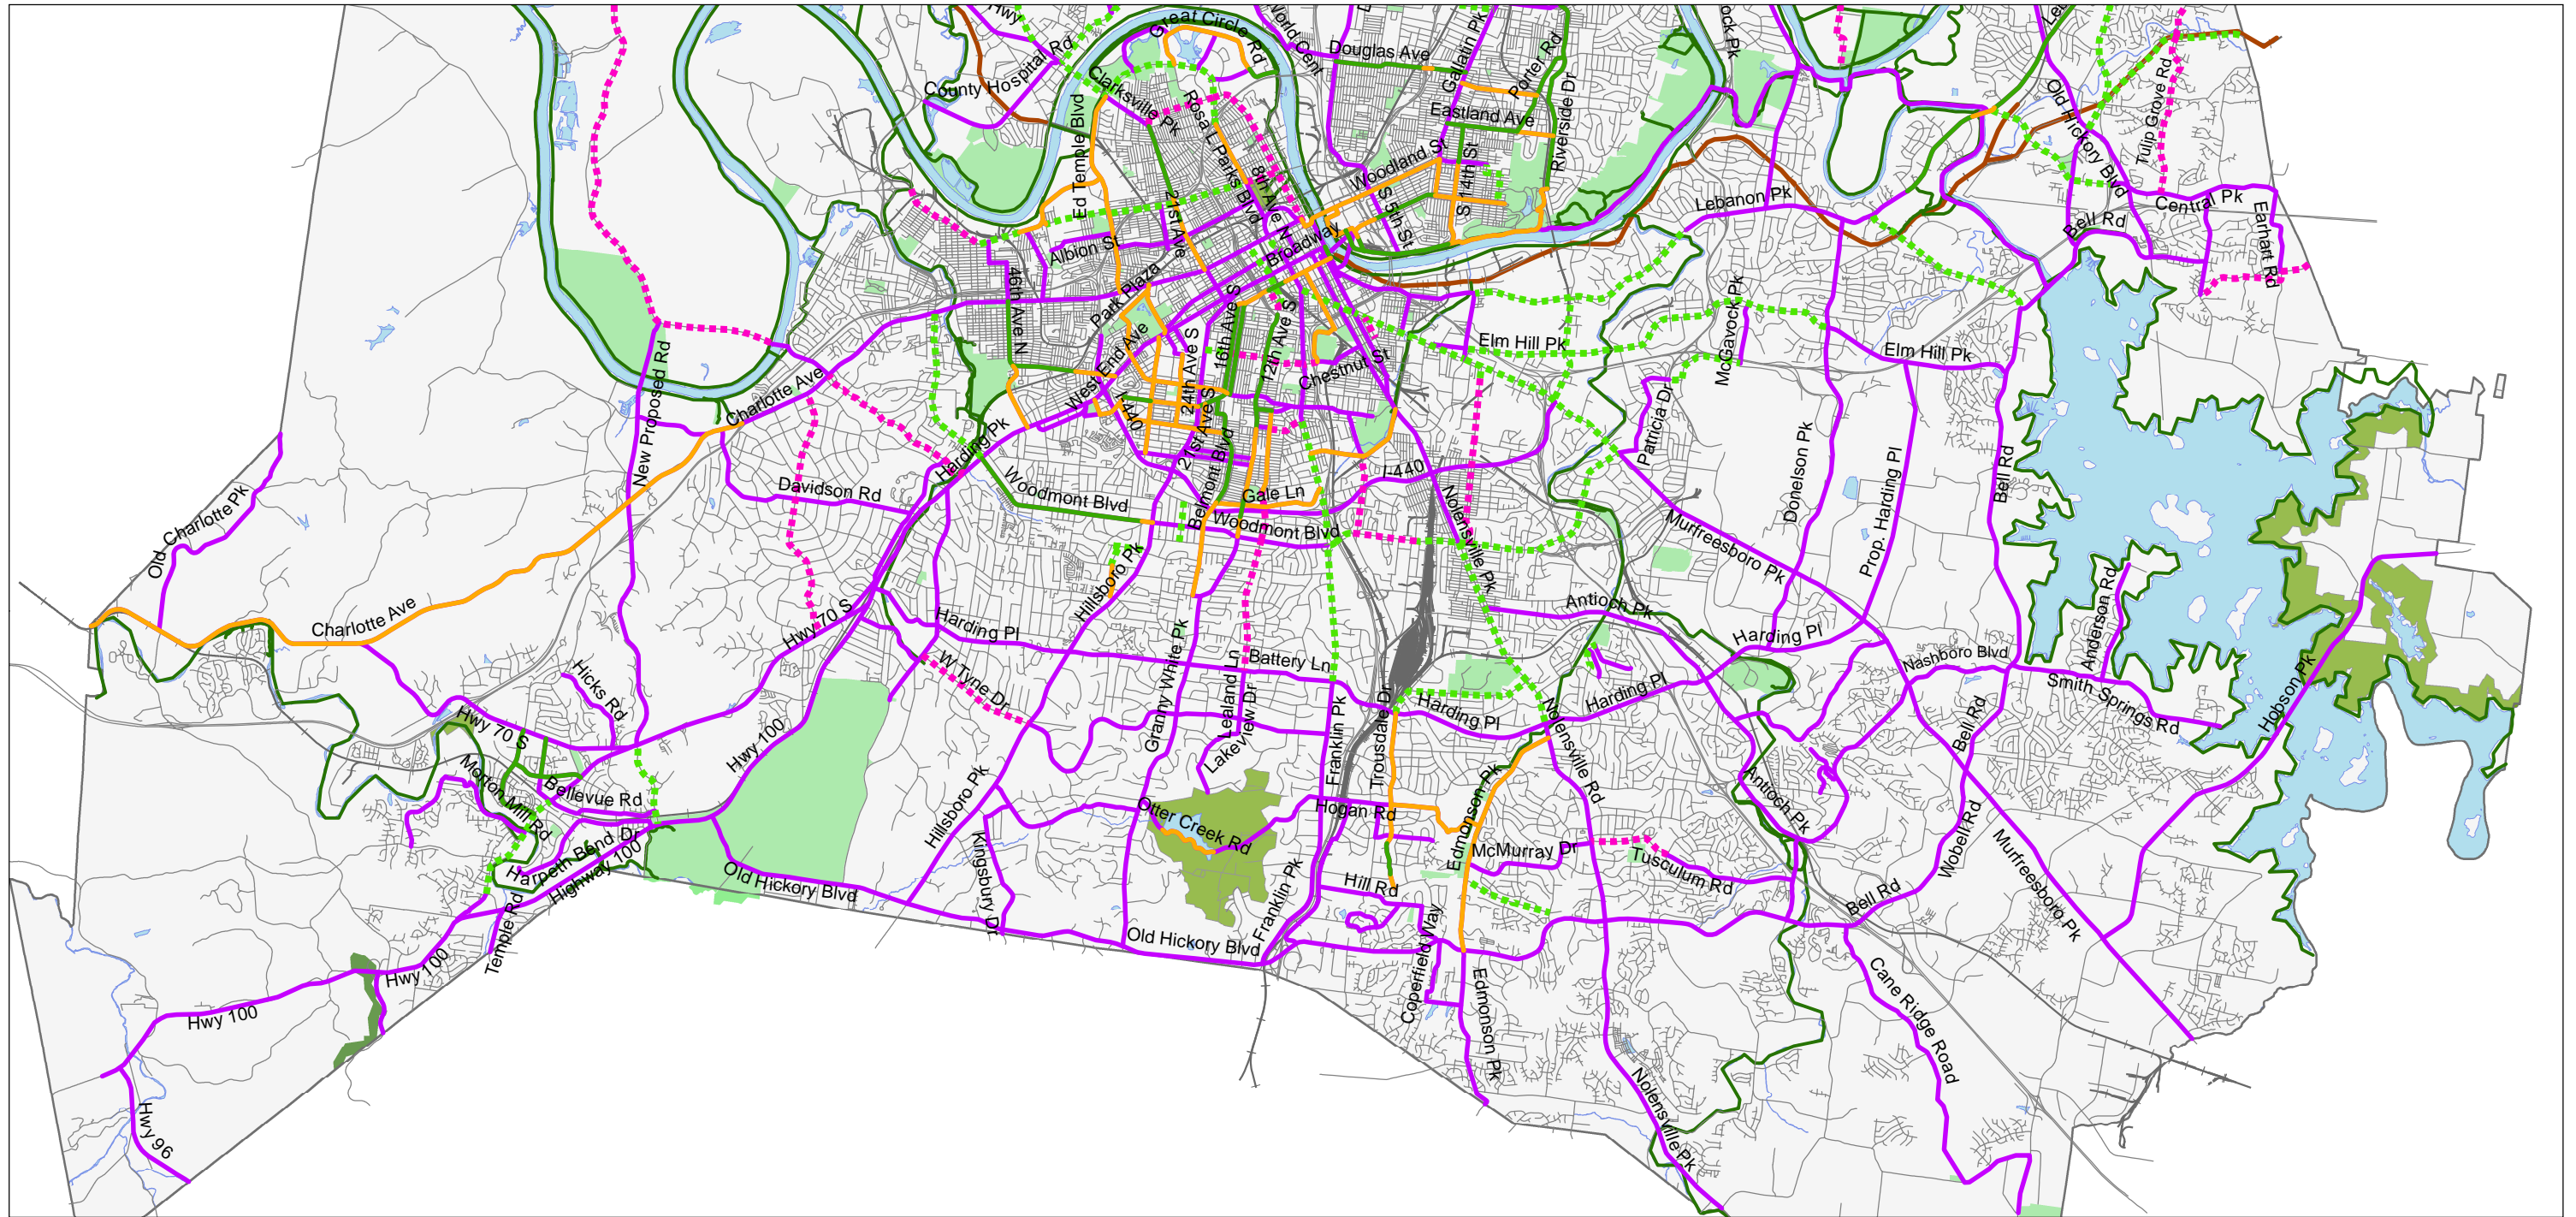 Hwy
Great Circle Rd
World Cent
Douglas Ave
Gallatin Pk
Porter Rd
ock Pk
County Hospital Rd
Clarksville Pk
Rosa L Parks Blvd
Eastland Ave
Riverside Dr
Old Hickory Blvd
Tulip Grove Rd
Ed Temple Blvd
21st Ave
8th Ave N
Woodland St
S 5th St
S 14th St
Lebanon Pk
Central Pk
Bell Rd
Earhart Rd
Albion St
Broadway
46th Ave N
Park Plaza
West End Ave
24th Ave S
16th Ave S
12th Ave S
Chestnut St
Elm Hill Pk
McGavock Pk
Elm Hill Pk
New Proposed Rd
Charlotte Ave
I-440
21st Ave S
Belmont Blvd
Patricia Dr
Harding Pk
Davidson Rd
Woodmont Blvd
Gale Ln
I-440
Woodmont Blvd
Nolensville Pk
Murfreesboro Pk
Donelson Pk
Prop. Harding Pl
Bell Rd
Old Charlotte Pk
Charlotte Ave
Hillsboro Pk
Hwy 70 S
Harding Pl
Antioch Pk
Harding Pl
Nashboro Blvd
Anderson Rd
Battery Ln
W Tyne Dr
Granny White Pk
Lealand Ln
Lakeview Dr
Franklin Pk
Trousdale Dr
Harding Pl
Harding Pl
Smith Springs Rd
Hobson Pk
Hicks Rd
Hwy 70 S
Hwy 100
Morton Mill Rd
Bellevue Rd
Harpeth Bend Dr
Highway 100
Hillsboro Pk
Otter Creek Rd
Hogan Rd
Edmonson Pk
Nolensville Rd
Antioch Pk
Bell Rd
Wobell Rd
Murfreesboro Pk
McMurray Dr
Tusculum Rd
Kingsbury Dr
Old Hickory Blvd
Hill Rd
Franklin Pk
Old Hickory Blvd
Bell Rd
Temple Rd
Hwy 100
Hwy 100
Coperfield Way
Edmonson Pk
Cane Ridge Road
Nolensville Pk
Hwy 96